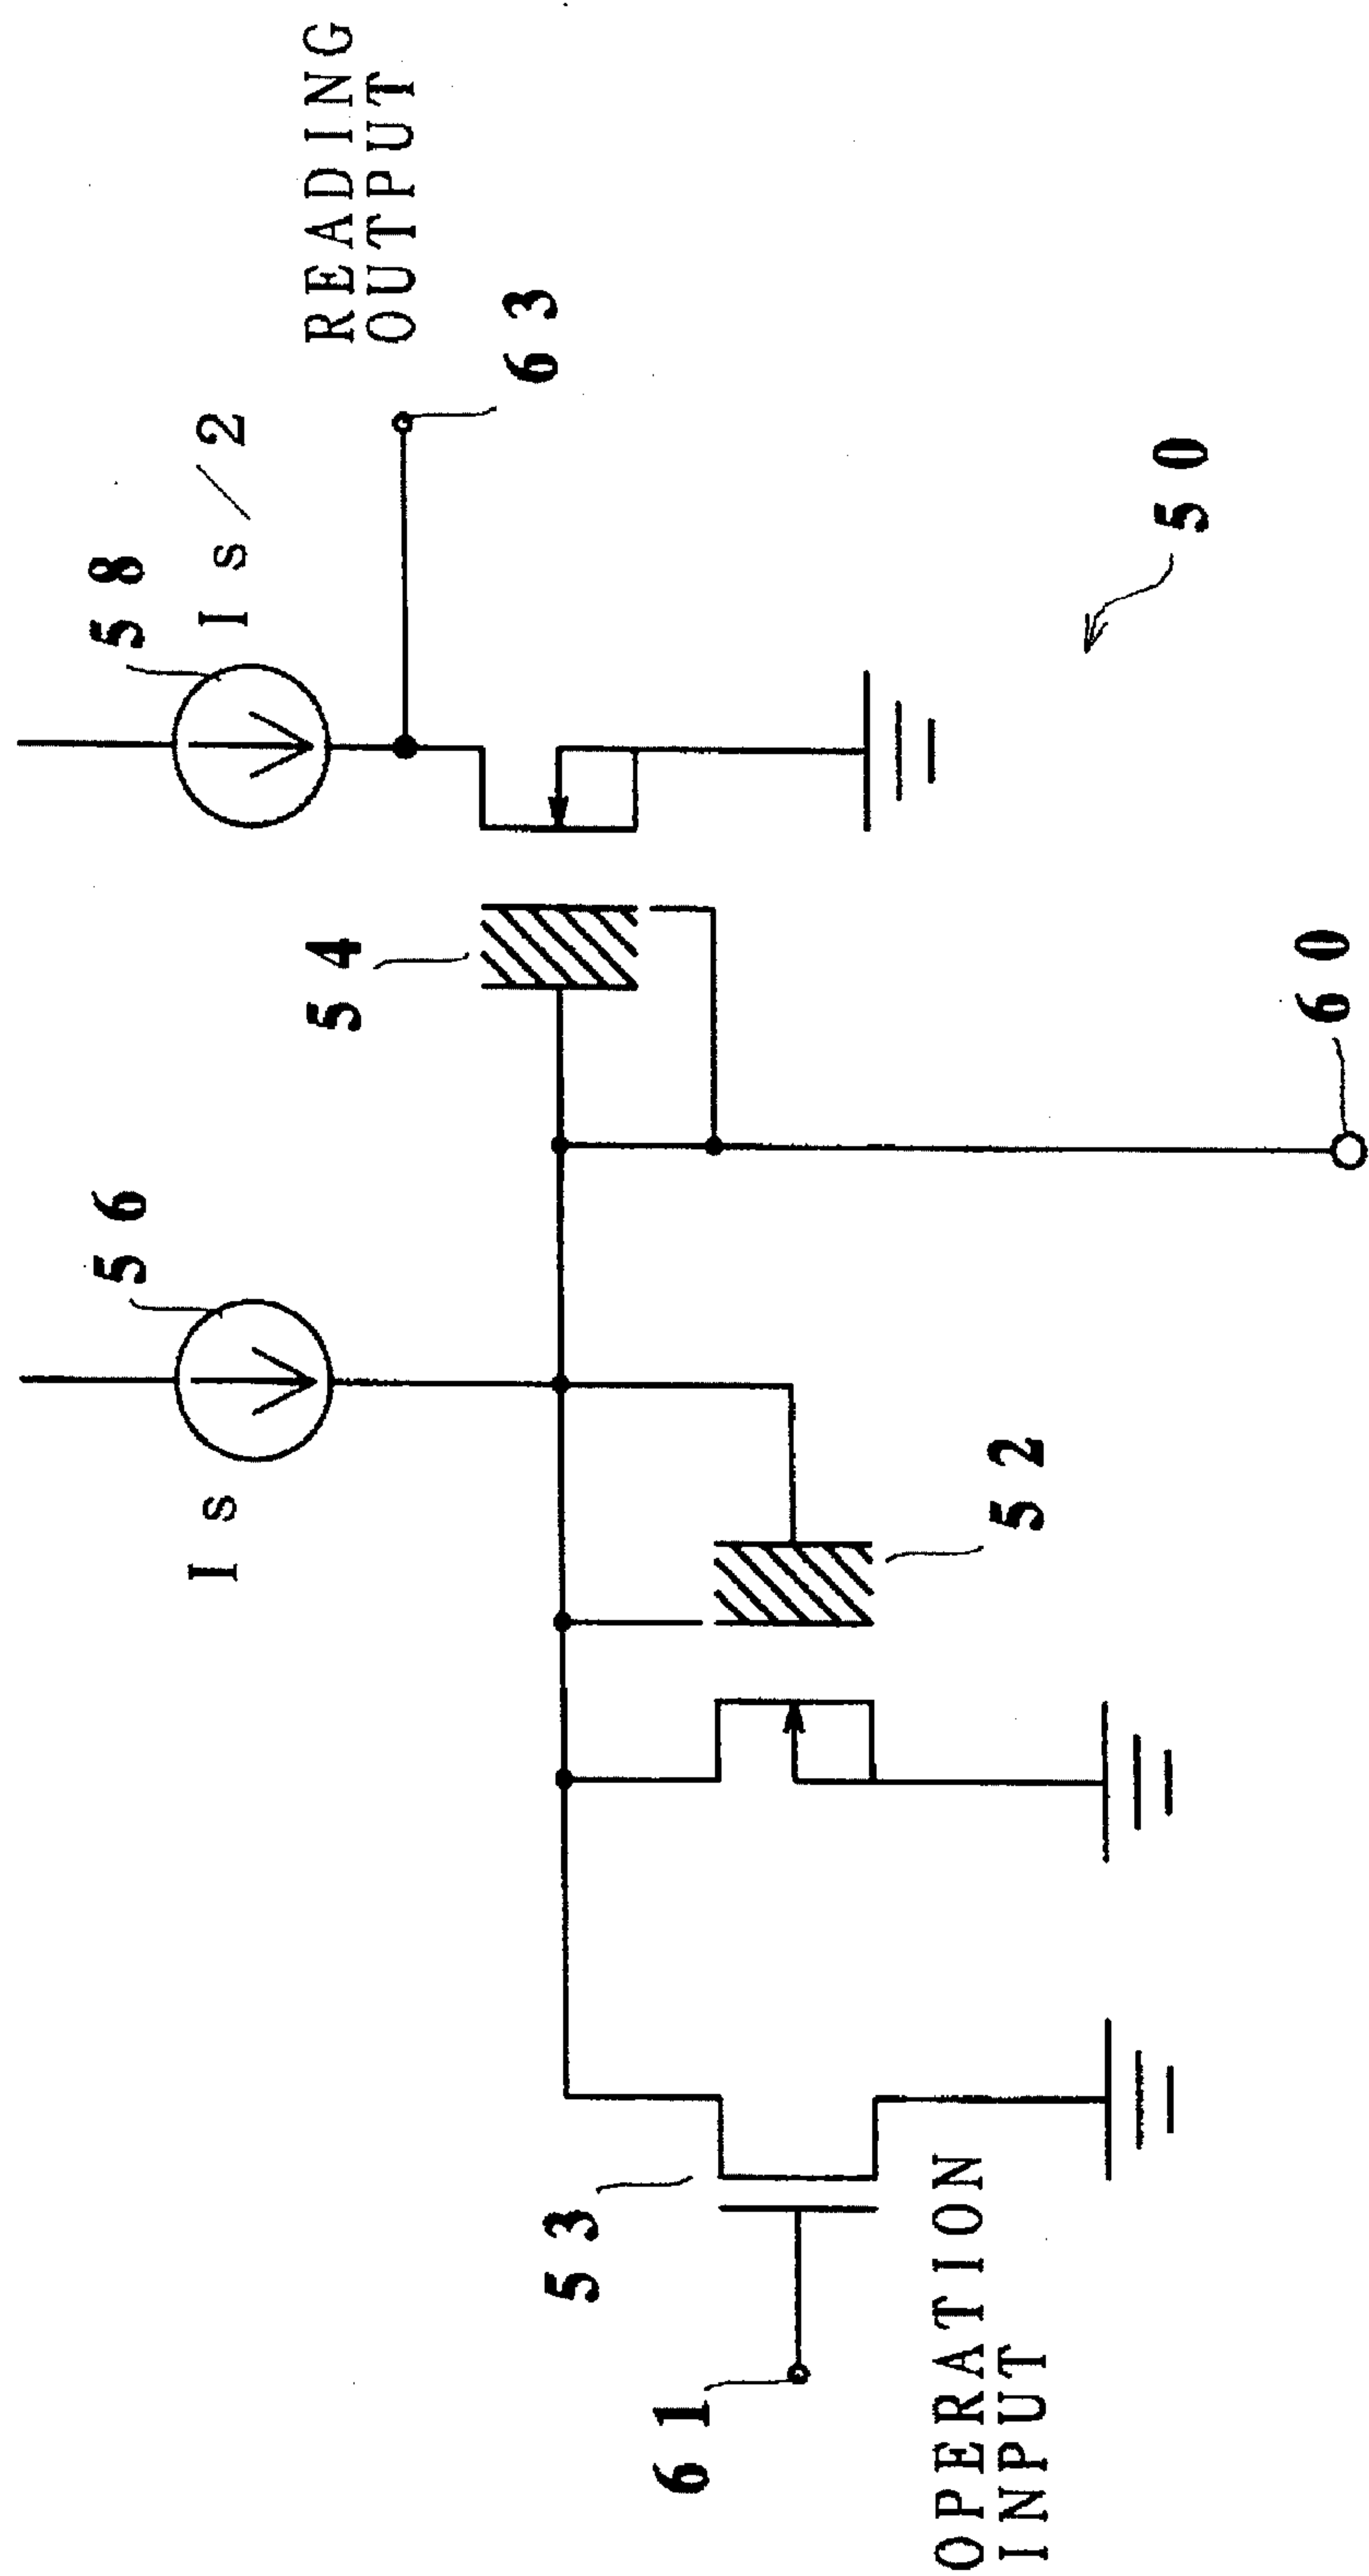 56
58
Is
Is/2
READING
OUTPUT
54
63
53
61
OPERATION
INPUT
52
50
60